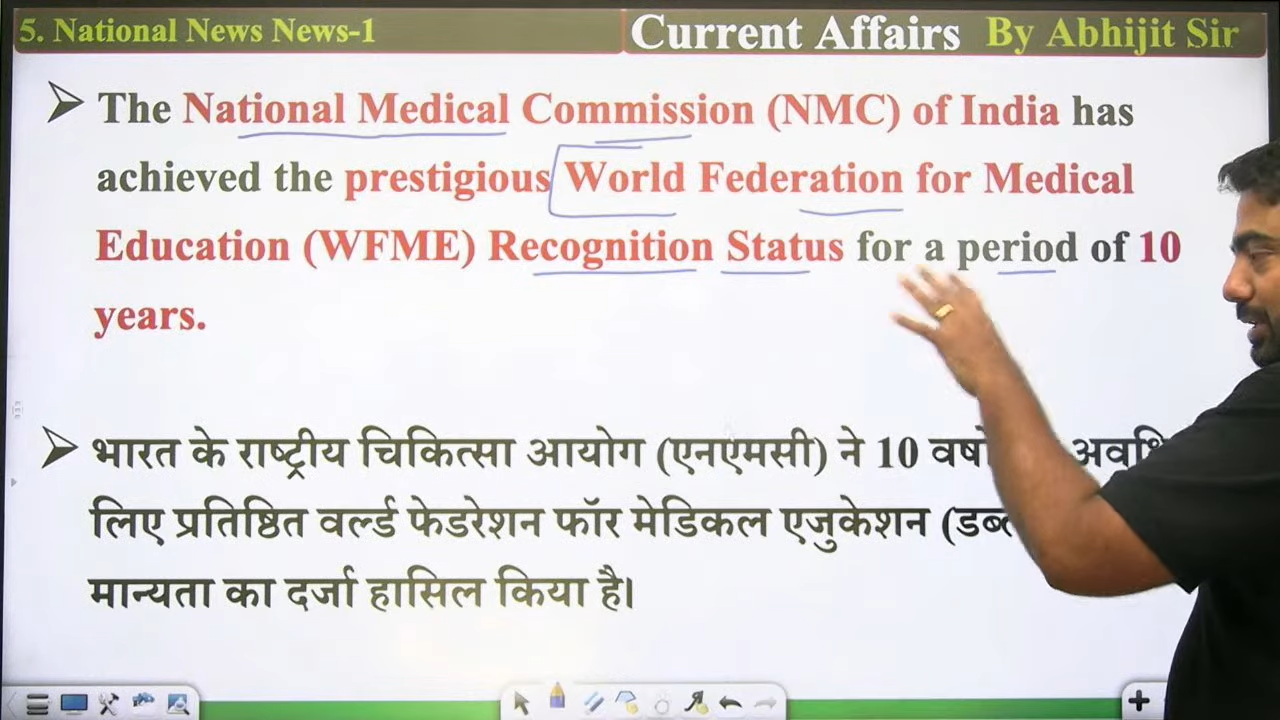 5. National News News-1
Current Affairs By Abhijit Sir
The National Medical Commission (NMC) of India has
achieved the prestigious World Federation for Medical
Education (WFME) Recognition Status for a period of 10
years.
भारत के राष्ट्रीय चिकित्सा आयोग (एनएमसी) ने 10
लिए प्रतिष्ठित वर्ल्ड फेडरेशन फॉर मेडिकल एजुकेशन
मान्यता का दर्जा हासिल किया है।